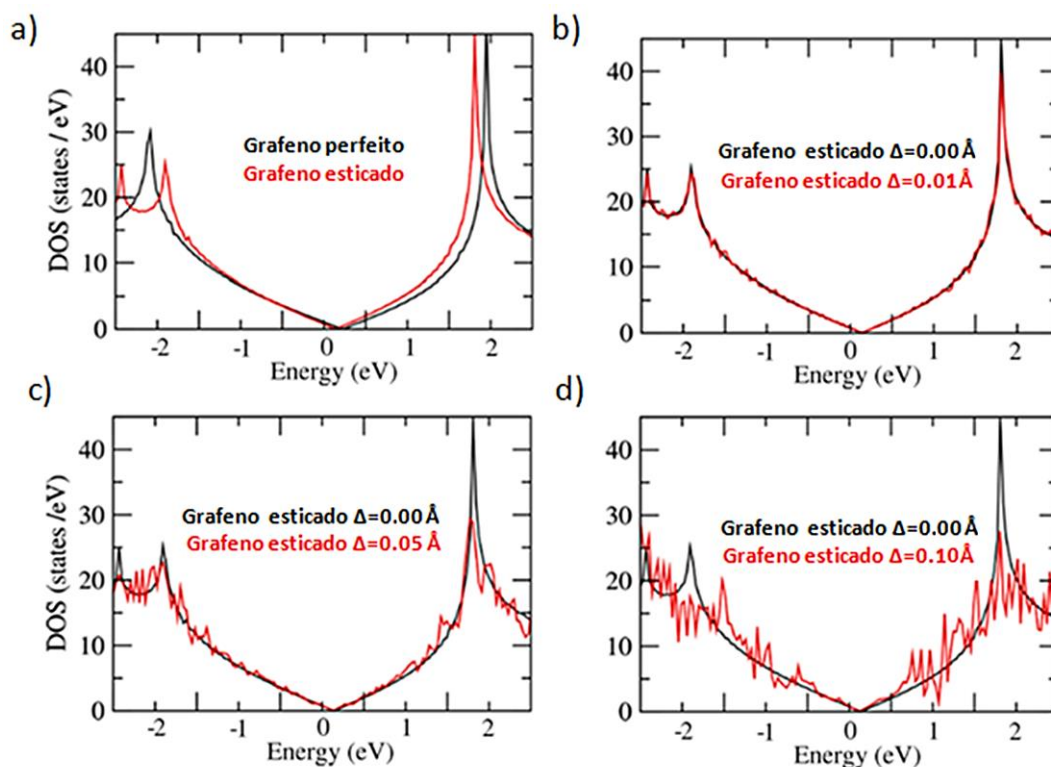 a)
DOS (states / eV)
40
30
20
10
0
Grafeno perfeito
Grafeno esticado
-2 -1 0 1 2
Energy (eV)
b)
40
30
20
10
0
Grafeno esticado Δ=0.00 Å
Grafeno esticado Δ=0.01Å
-2 -1 0 1 2
Energy (eV)
c)
DOS (states /eV)
40
30
20
10
0
Grafeno esticado Δ=0.00 Å
Grafeno esticado Δ=0.05 Å
-2 -1 0 1 2
Energy (eV)
d)
40
30
20
10
0
Grafeno esticado Δ=0.00 Å
Grafeno esticado Δ=0.10Å
-2 -1 0 1 2
Energy (eV)